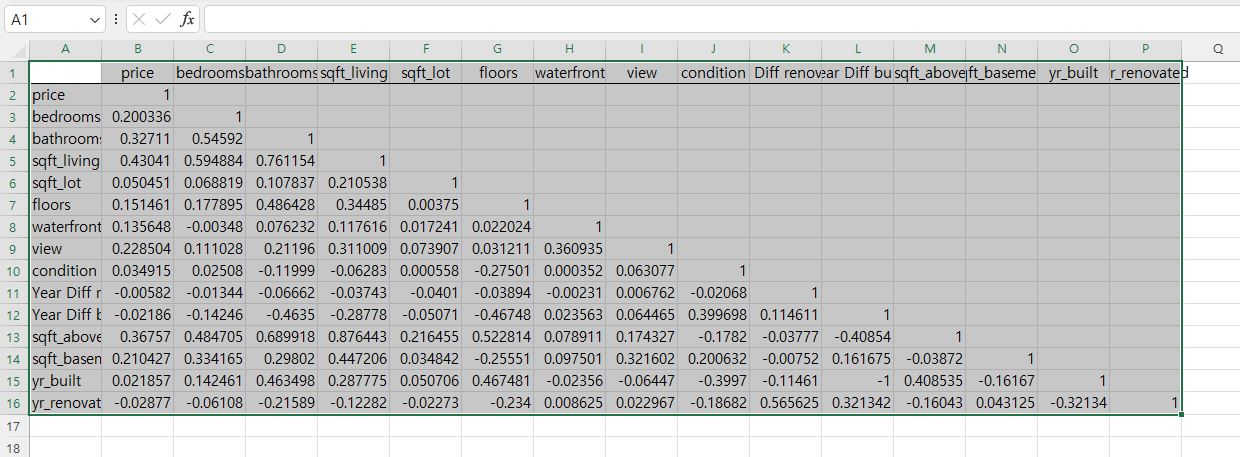 A1 fx
A B C D E F G H I J K L M N O P Q
1 price bedrooms bathrooms sqft_living sqft_lot floors waterfront view condition Diff renov ear Diff bu sqft_above ft_baseme yr_built r_renovated
2 price 1
3 bedrooms 0.200336 1
4 bathrooms 0.32711 0.54592 1
5 sqft_living 0.43041 0.594884 0.761154 1
6 sqft_lot 0.050451 0.068819 0.107837 0.210538 1
7 floors 0.151461 0.177895 0.486428 0.34485 0.00375 1
8 waterfront 0.135648 -0.00348 0.076232 0.117616 0.017241 0.022024 1
9 view 0.228504 0.111028 0.21196 0.311009 0.073907 0.031211 0.360935 1
10 condition 0.034915 0.02508 -0.11999 -0.06283 0.000558 -0.27501 0.000352 0.063077 1
11 Year Diff r -0.00582 -0.01344 -0.06662 -0.03743 -0.0401 -0.03894 -0.00231 0.006762 -0.02068 1
12 Year Diff b -0.02186 -0.14246 -0.4635 -0.28778 -0.05071 -0.46748 0.023563 0.064465 0.399698 0.114611 1
13 sqft_above 0.36757 0.484705 0.689918 0.876443 0.216455 0.522814 0.078911 0.174327 -0.1782 -0.03777 -0.40854 1
14 sqft_basen 0.210427 0.334165 0.29802 0.447206 0.034842 -0.25551 0.097501 0.321602 0.200632 -0.00752 0.161675 -0.03872 1
15 yr_built 0.021857 0.142461 0.463498 0.287775 0.050706 0.467481 -0.02356 -0.06447 -0.3997 -0.11461 -1 0.408535 -0.16167 1
16 yr_renovat -0.02877 -0.06108 -0.21589 -0.12282 -0.02273 -0.234 0.008625 0.022967 -0.18682 0.565625 0.321342 -0.16043 0.043125 -0.32134 1
17
18